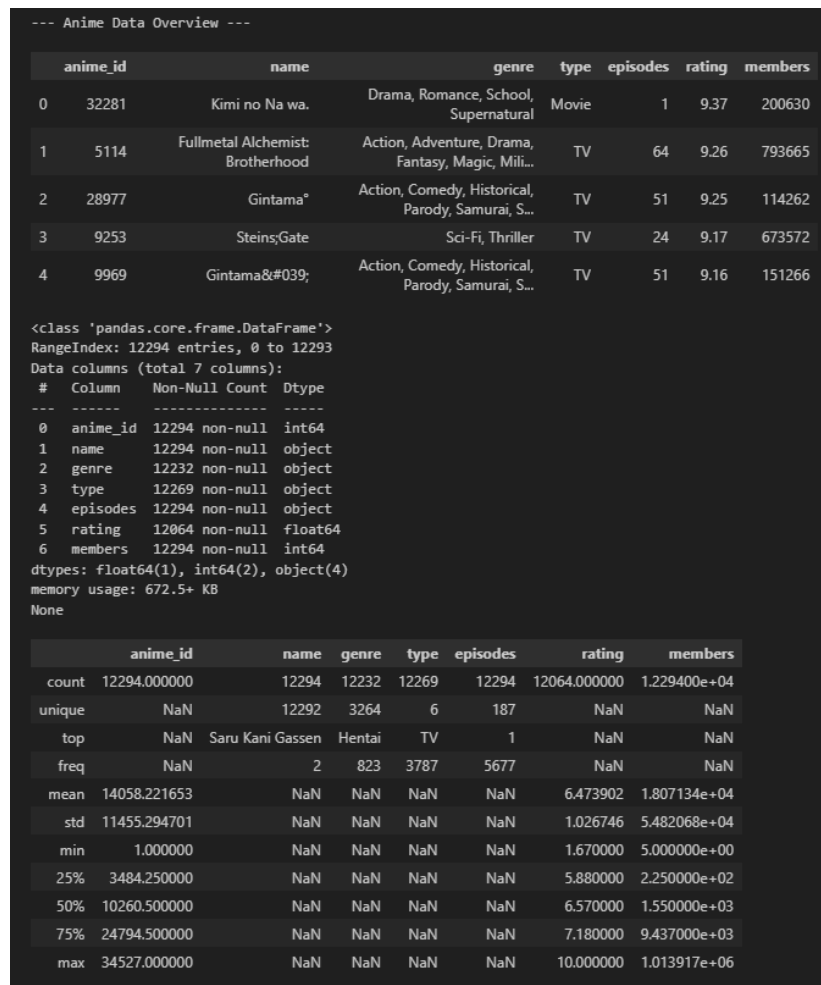 --- Anime Data Overview ---
anime_id name genre type episodes rating members
0 32281 Kimi no Na wa. Drama, Romance, School, Supernatural Movie 1 9.37 200630
1 5114 Fullmetal Alchemist: Brotherhood Action, Adventure, Drama, Fantasy, Magic, Mili... TV 64 9.26 793665
2 28977 Gintama° Action, Comedy, Historical, Parody, Samurai, S... TV 51 9.25 114262
3 9253 Steins;Gate Sci-Fi, Thriller TV 24 9.17 673572
4 9969 Gintama&#039; Action, Comedy, Historical, Parody, Samurai, S... TV 51 9.16 151266
<class 'pandas.core.frame.DataFrame'>
RangeIndex: 12294 entries, 0 to 12293
Data columns (total 7 columns):
# Column Non-Null Count Dtype
--- ------ -------------- -----
0 anime_id 12294 non-null int64
1 name 12294 non-null object
2 genre 12232 non-null object
3 type 12269 non-null object
4 episodes 12294 non-null object
5 rating 12064 non-null float64
6 members 12294 non-null int64
dtypes: float64(1), int64(2), object(4)
memory usage: 672.5+ KB
None
anime_id name genre type episodes rating members
count 12294.000000 12294 12232 12269 12294 12064.000000 1.229400e+04
unique NaN 12292 3264 6 187 NaN NaN
top NaN Saru Kani Gassen Hentai TV 1 NaN NaN
freq NaN 2 823 3787 5677 NaN NaN
mean 14058.221653 NaN NaN NaN NaN 6.473902 1.807134e+04
std 11455.294701 NaN NaN NaN NaN 1.026746 5.482068e+04
min 1.000000 NaN NaN NaN NaN 1.670000 5.000000e+00
25% 3484.250000 NaN NaN NaN NaN 5.880000 2.250000e+02
50% 10260.500000 NaN NaN NaN NaN 6.570000 1.550000e+03
75% 24794.500000 NaN NaN NaN NaN 7.180000 9.437000e+03
max 34527.000000 NaN NaN NaN NaN 10.000000 1.013917e+06